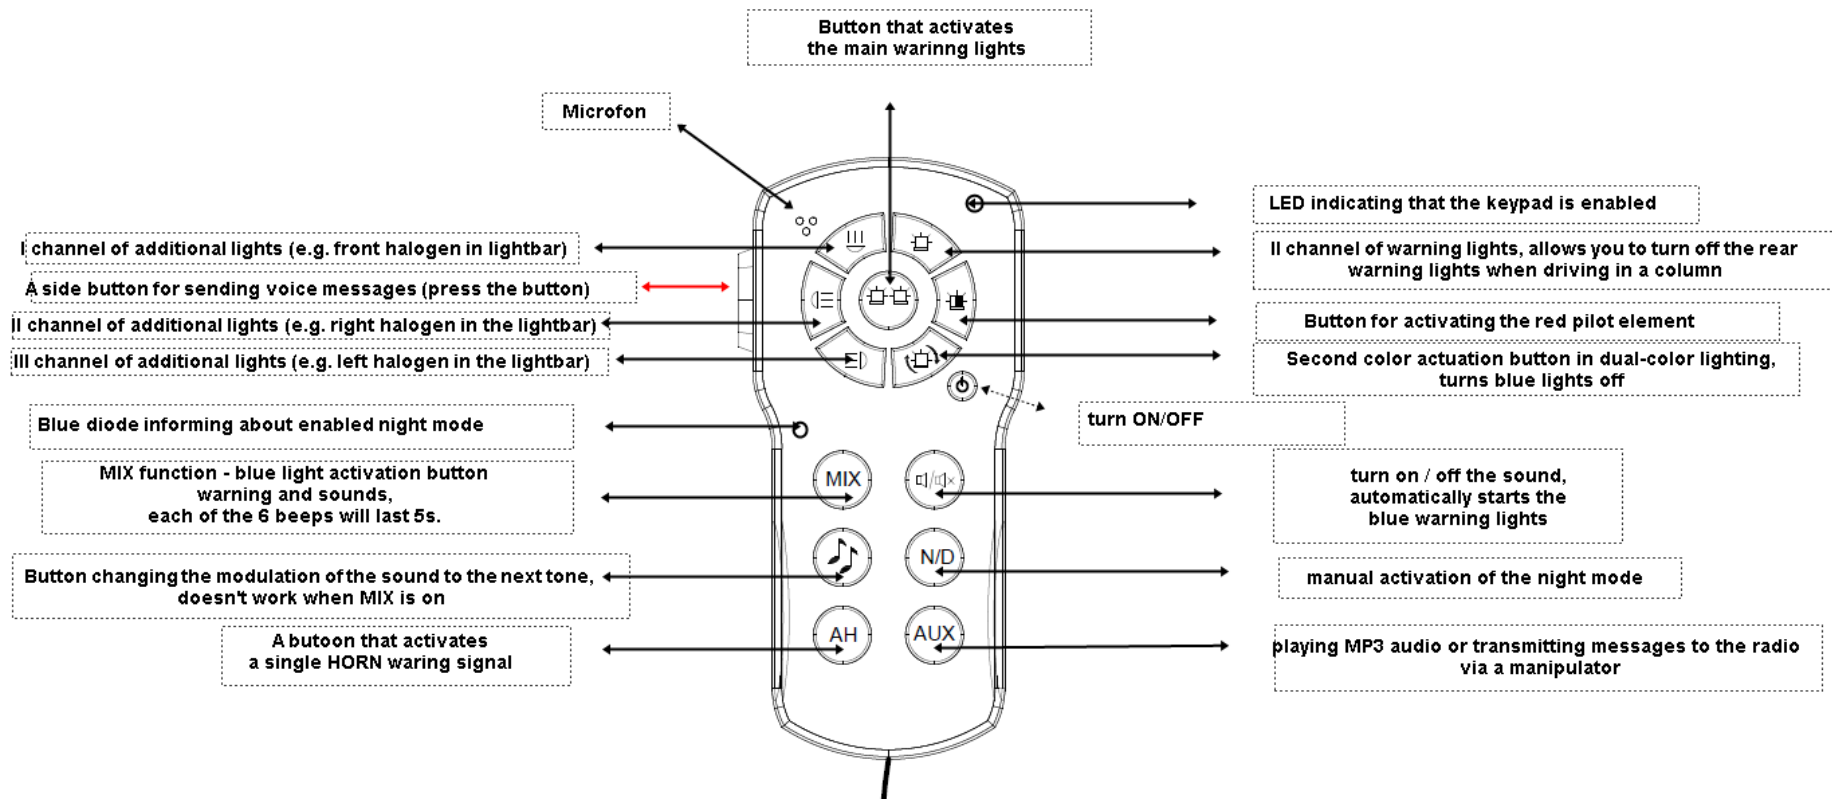 Button that activates
the main warinng lights
Microfon
LED indicating that the keypad is enabled
I channel of additional lights (e.g. front halogen in lightbar)
II channel of warning lights, allows you to turn off the rear
warning lights when driving in a column
A side button for sending voice messages (press the button)
II channel of additional lights (e.g. right halogen in the lightbar)
Button for activating the red pilot element
III channel of additional lights (e.g. left halogen in the lightbar)
Second color actuation button in dual-color lighting,
turns blue lights off
turn ON/OFF
Blue diode informing about enabled night mode
MIX function - blue light activation button
warning and sounds,
each of the 6 beeps will last 5s.
MIX
turn on / off the sound,
automatically starts the
blue warning lights
Button changing the modulation of the sound to the next tone,
doesn't work when MIX is on
N/D
manual activation of the night mode
A butoon that activates
a single HORN waring signal
AH
AUX
playing MP3 audio or transmitting messages to the radio
via a manipulator